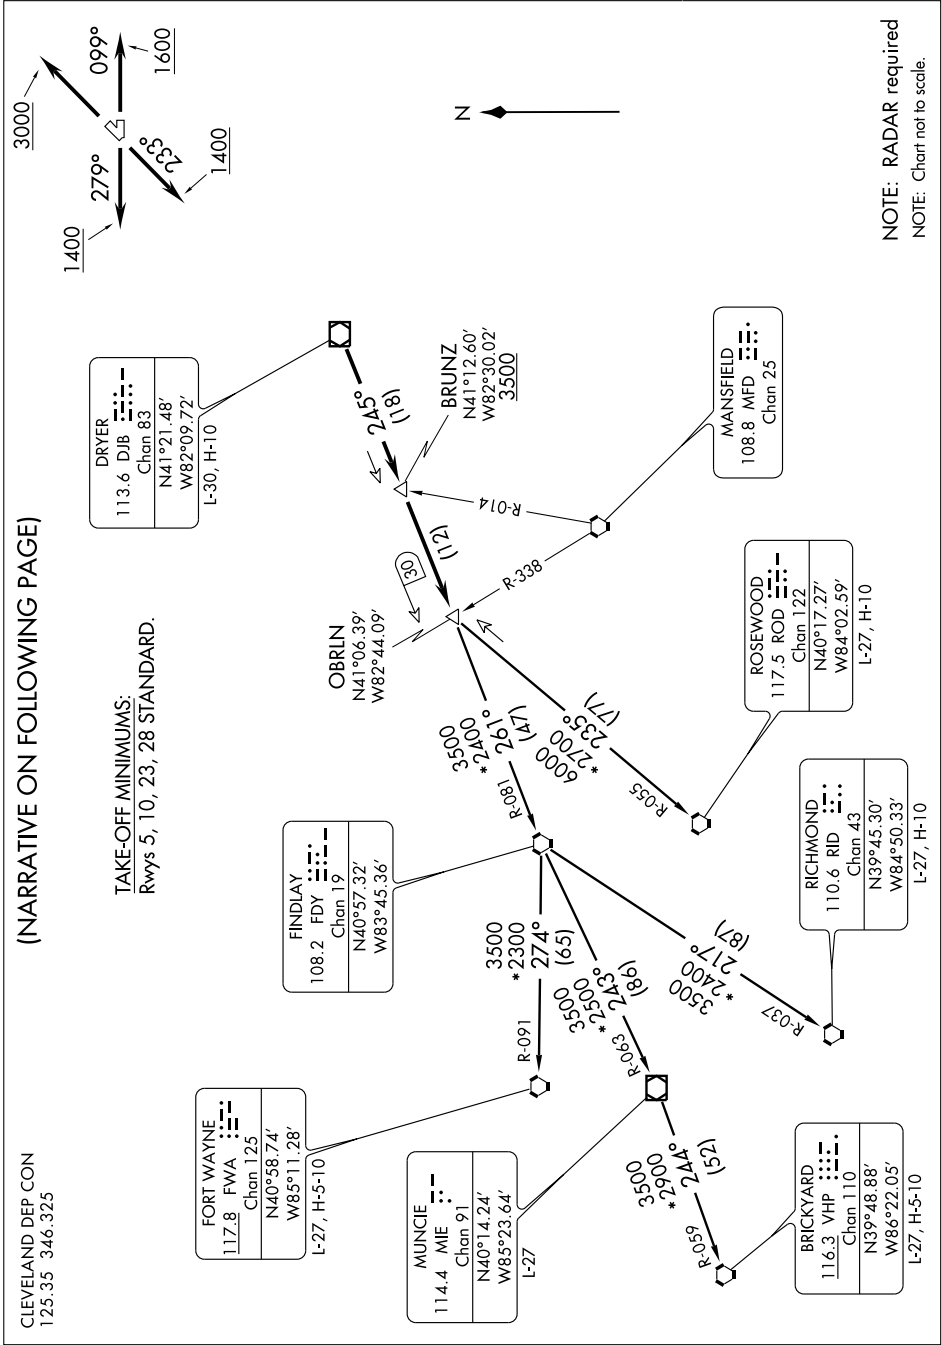 (NARRATIVE ON FOLLOWING PAGE)
CLEVELAND DEP CON
125.35 346.325
TAKE-OFF MINIMUMS:
Rwys 5, 10, 23, 28 STANDARD.
3000
099°
1600
279°
233°
1400
1400
N
NOTE: RADAR required
NOTE: Chart not to scale.
DRYER
113.6 DJB
Chan 83
N41°21.48′
W82°09.72′
L-30, H-10
245°
(18)
BRUNZ
N41°12.60′
W82°30.02′
3500
R-014
(12)
30
MANSFIELD
108.8 MFD
Chan 25
R-338
OBRLN
N41°06.39′
W82°44.09′
3500
*2400
261°
(47)
R-081
6000
*2700
235°
(77)
R-055
ROSEWOOD
117.5 ROD
Chan 122
N40°17.27′
W84°02.59′
L-27, H-10
FINDLAY
108.2 FDY
Chan 19
N40°57.32′
W83°45.36′
3500
*2300
274°
(65)
R-091
3500
*2500
243°
(86)
R-063
3500
*2400
217°
(87)
R-037
RICHMOND
110.6 RID
Chan 43
N39°45.30′
W84°50.33′
L-27, H-10
FORT WAYNE
117.8 FWA
Chan 125
N40°58.74′
W85°11.28′
L-27, H-5-10
MUNCIE
114.4 MIE
Chan 91
N40°14.24′
W85°23.64′
L-27
3500
*2900
244°
(52)
R-059
BRICKYARD
116.3 VHP
Chan 110
N39°48.88′
W86°22.05′
L-27, H-5-10